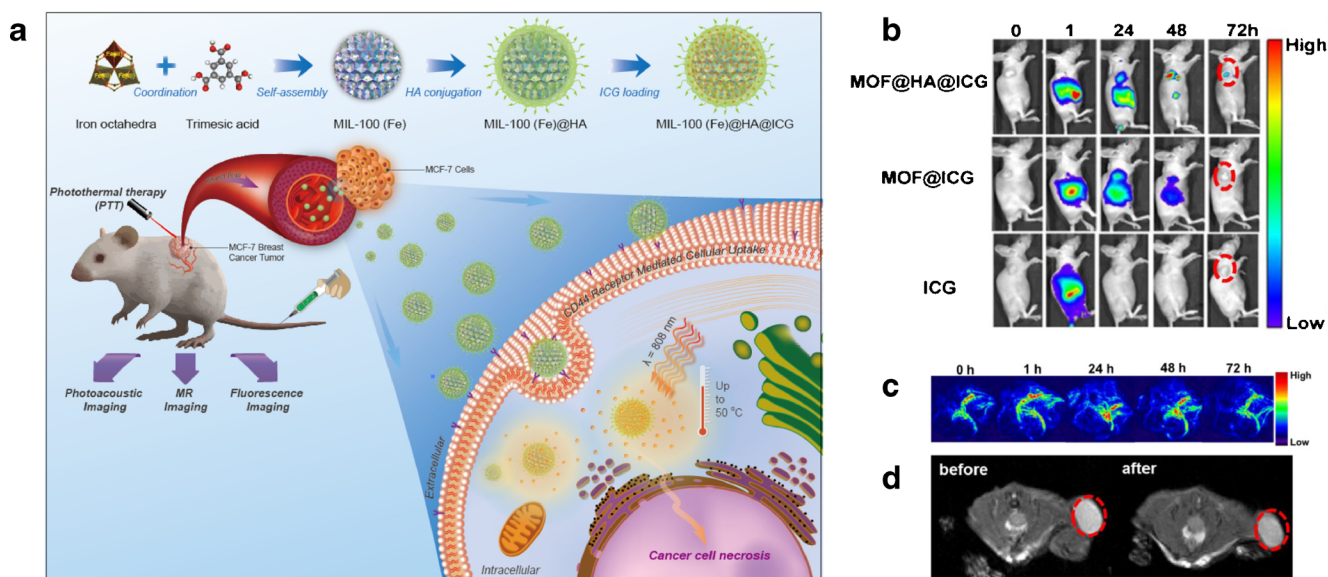 a
Iron octahedra
+
Coordination
Trimesic acid
Self-assembly
MIL-100 (Fe)
HA conjugation
MIL-100 (Fe)@HA
ICG loading
MIL-100 (Fe)@HA@ICG
Photothermal therapy
(PTT)
MCF-7 Cells
MCF-7 Breast
Cancer Tumor
Photoacoustic
Imaging
MR
Imaging
Fluorescence
Imaging
CD44 Receptor Mediated Cellular Uptake
λ = 808 nm
Up
to
50 °C
Extracellular
Intracellular
Cancer cell necrosis
b
0 1 24 48 72h
High
MOF@HA@ICG
MOF@ICG
ICG
Low
c
0 h 1 h 24 h 48 h 72 h
High
Low
d
before after